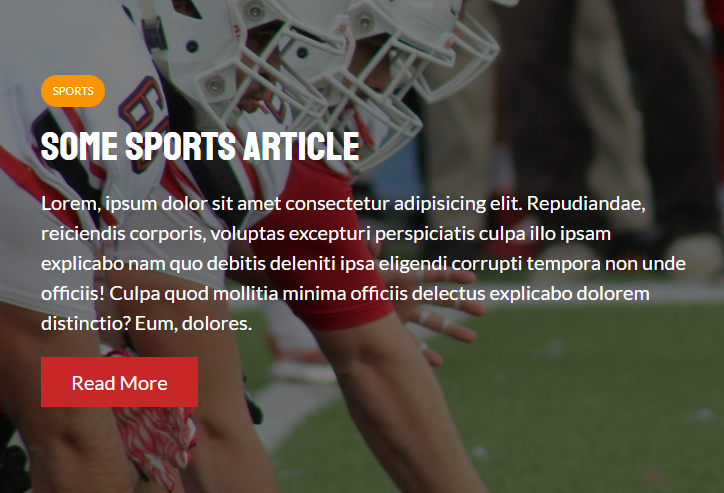 SPORTS
SOME SPORTS ARTICLE
Lorem, ipsum dolor sit amet consectetur adipisicing elit. Repudiandae,
reiciendis corporis, voluptas excepturi perspiciatis culpa illo ipsam
explicabo nam quo debitis deleniti ipsa eligendi corrupti tempora non unde
officiis! Culpa quod mollitia minima officiis delectus explicabo dolorem
distinctio? Eum, dolores.
Read More